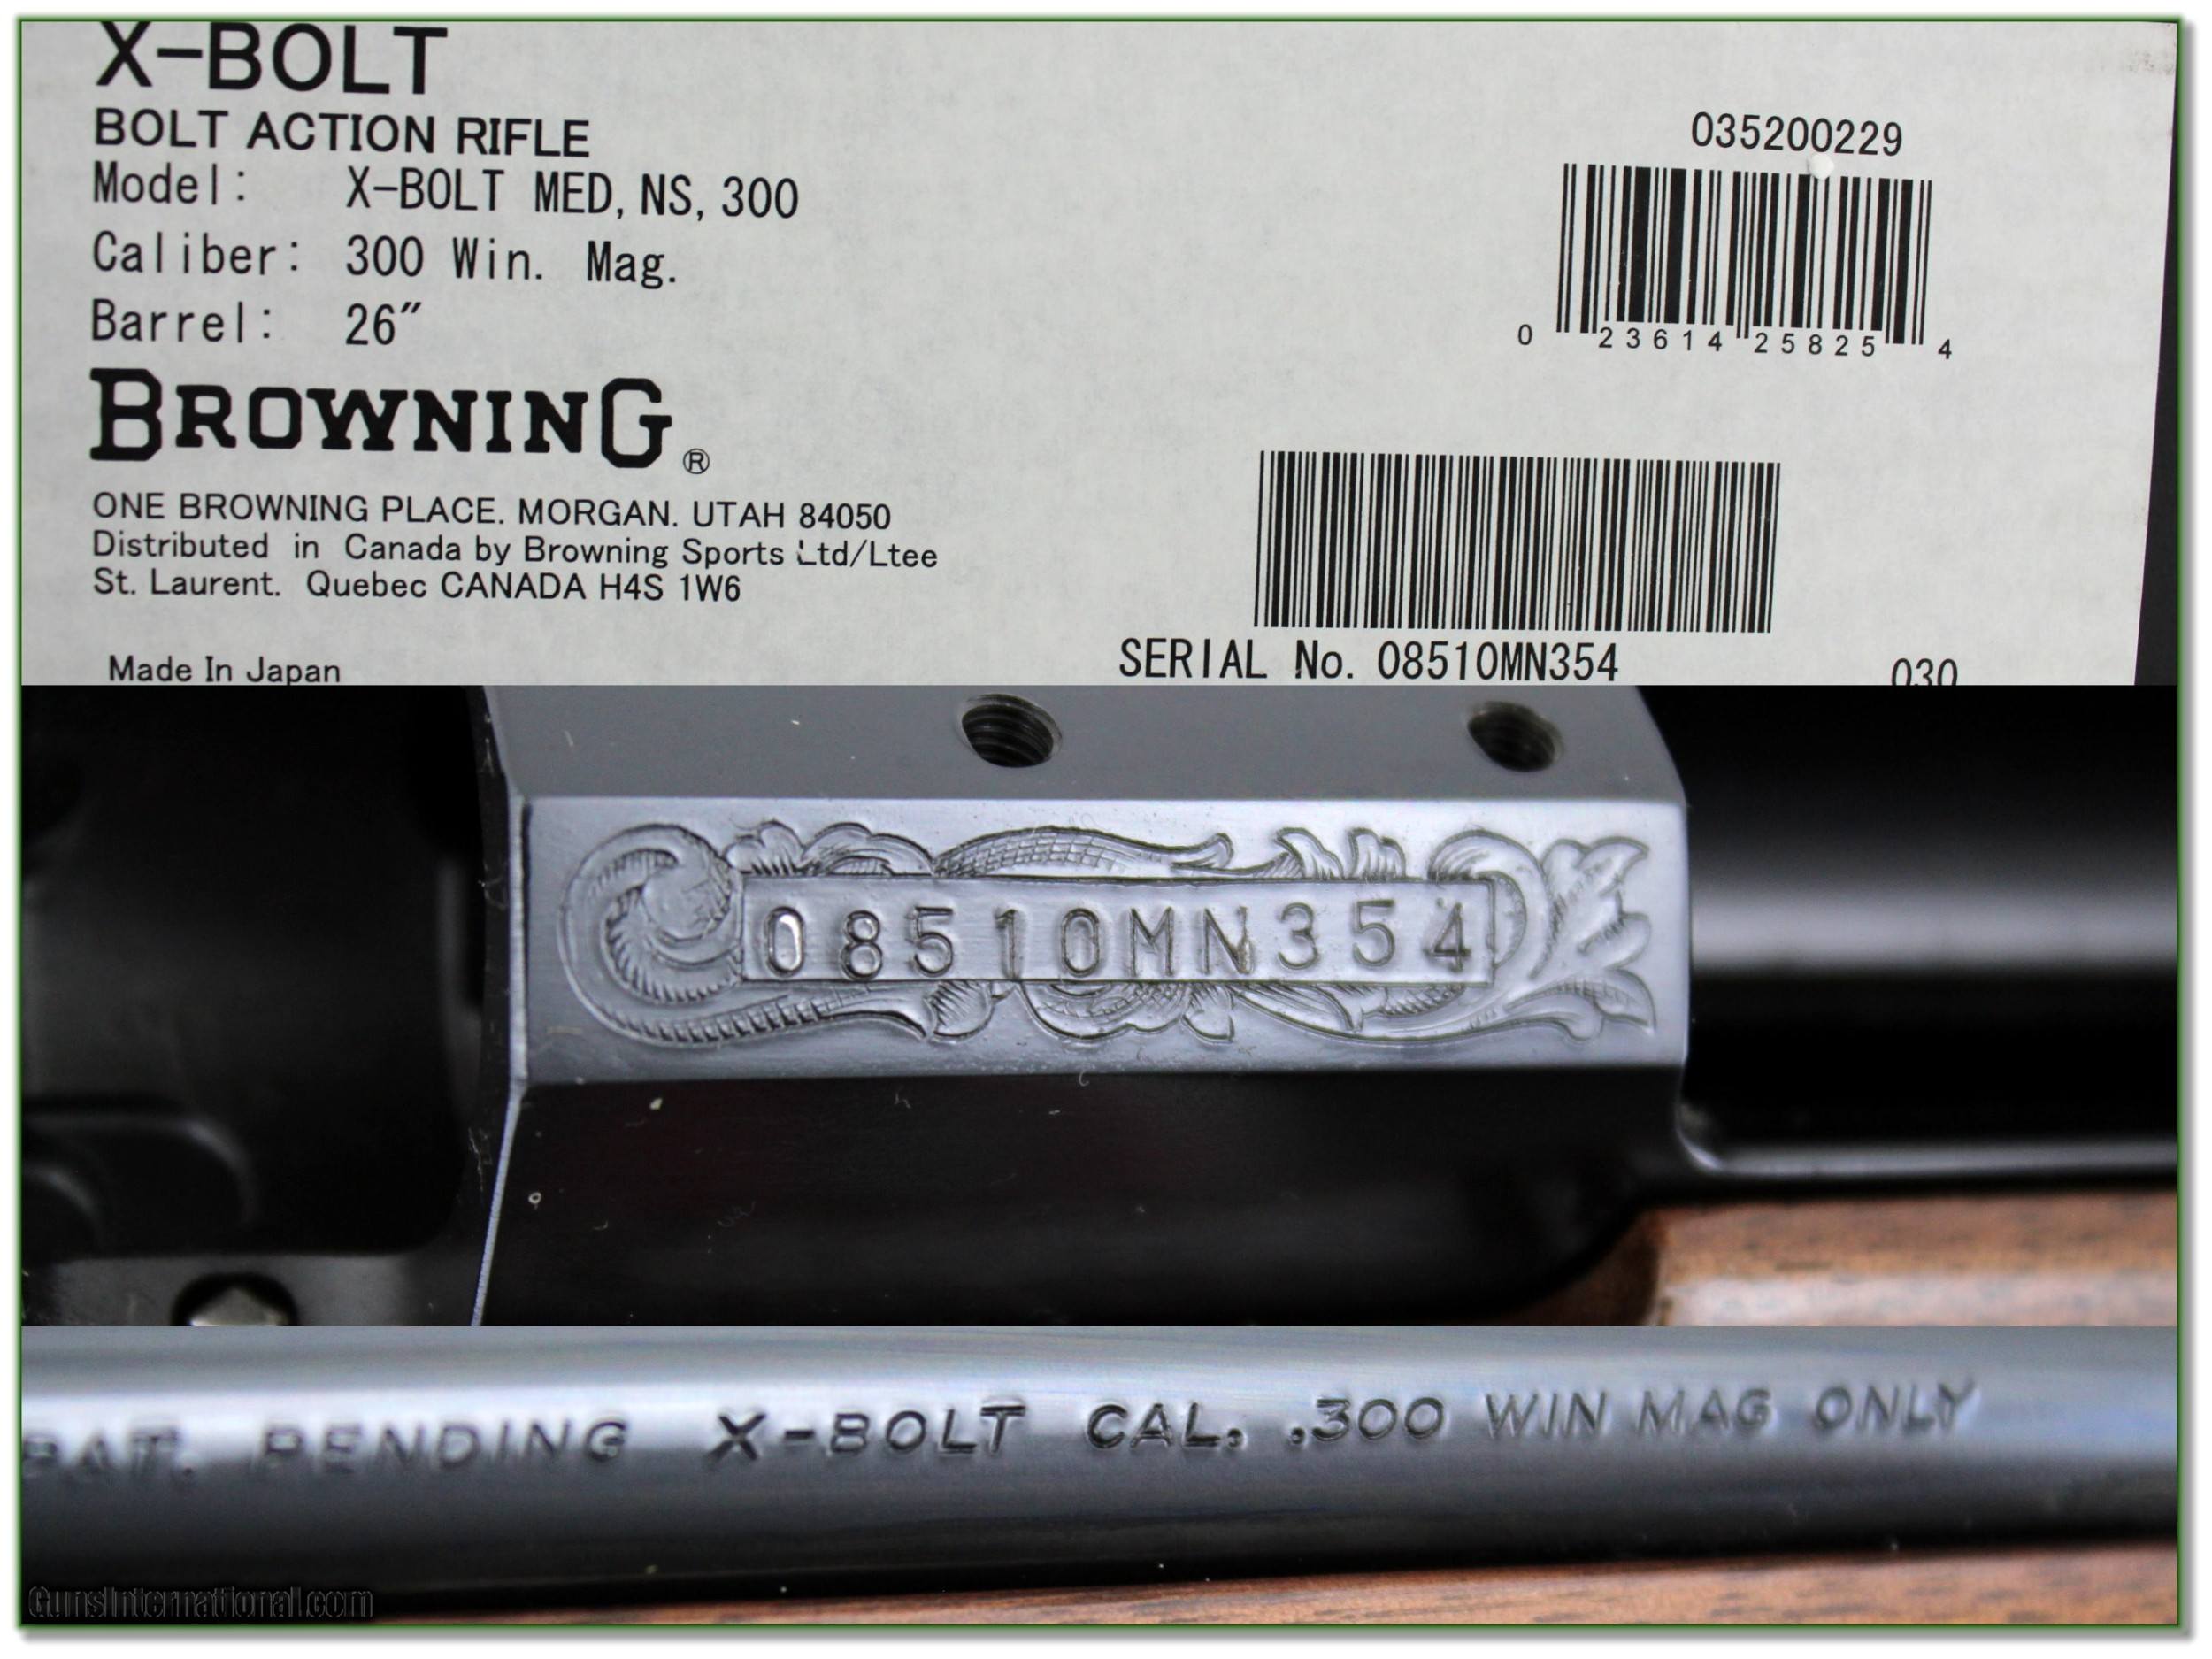 X-BOLT
BOLT ACTION RIFLE
Model: X-BOLT MED, NS, 300
Caliber: 300 Win. Mag.
Barrel: 26"
BROWNING®
ONE BROWNING PLACE. MORGAN. UTAH 84050
Distributed in Canada by Browning Sports Ltd/Ltee
St. Laurent. Quebec CANADA H4S 1W6
Made In Japan
035200229
0 23614 25825 4
SERIAL No. 08510MN354
030
08510MN354
PAT. PENDING X-BOLT CAL. .300 WIN MAG ONLY
GunsInternational.com